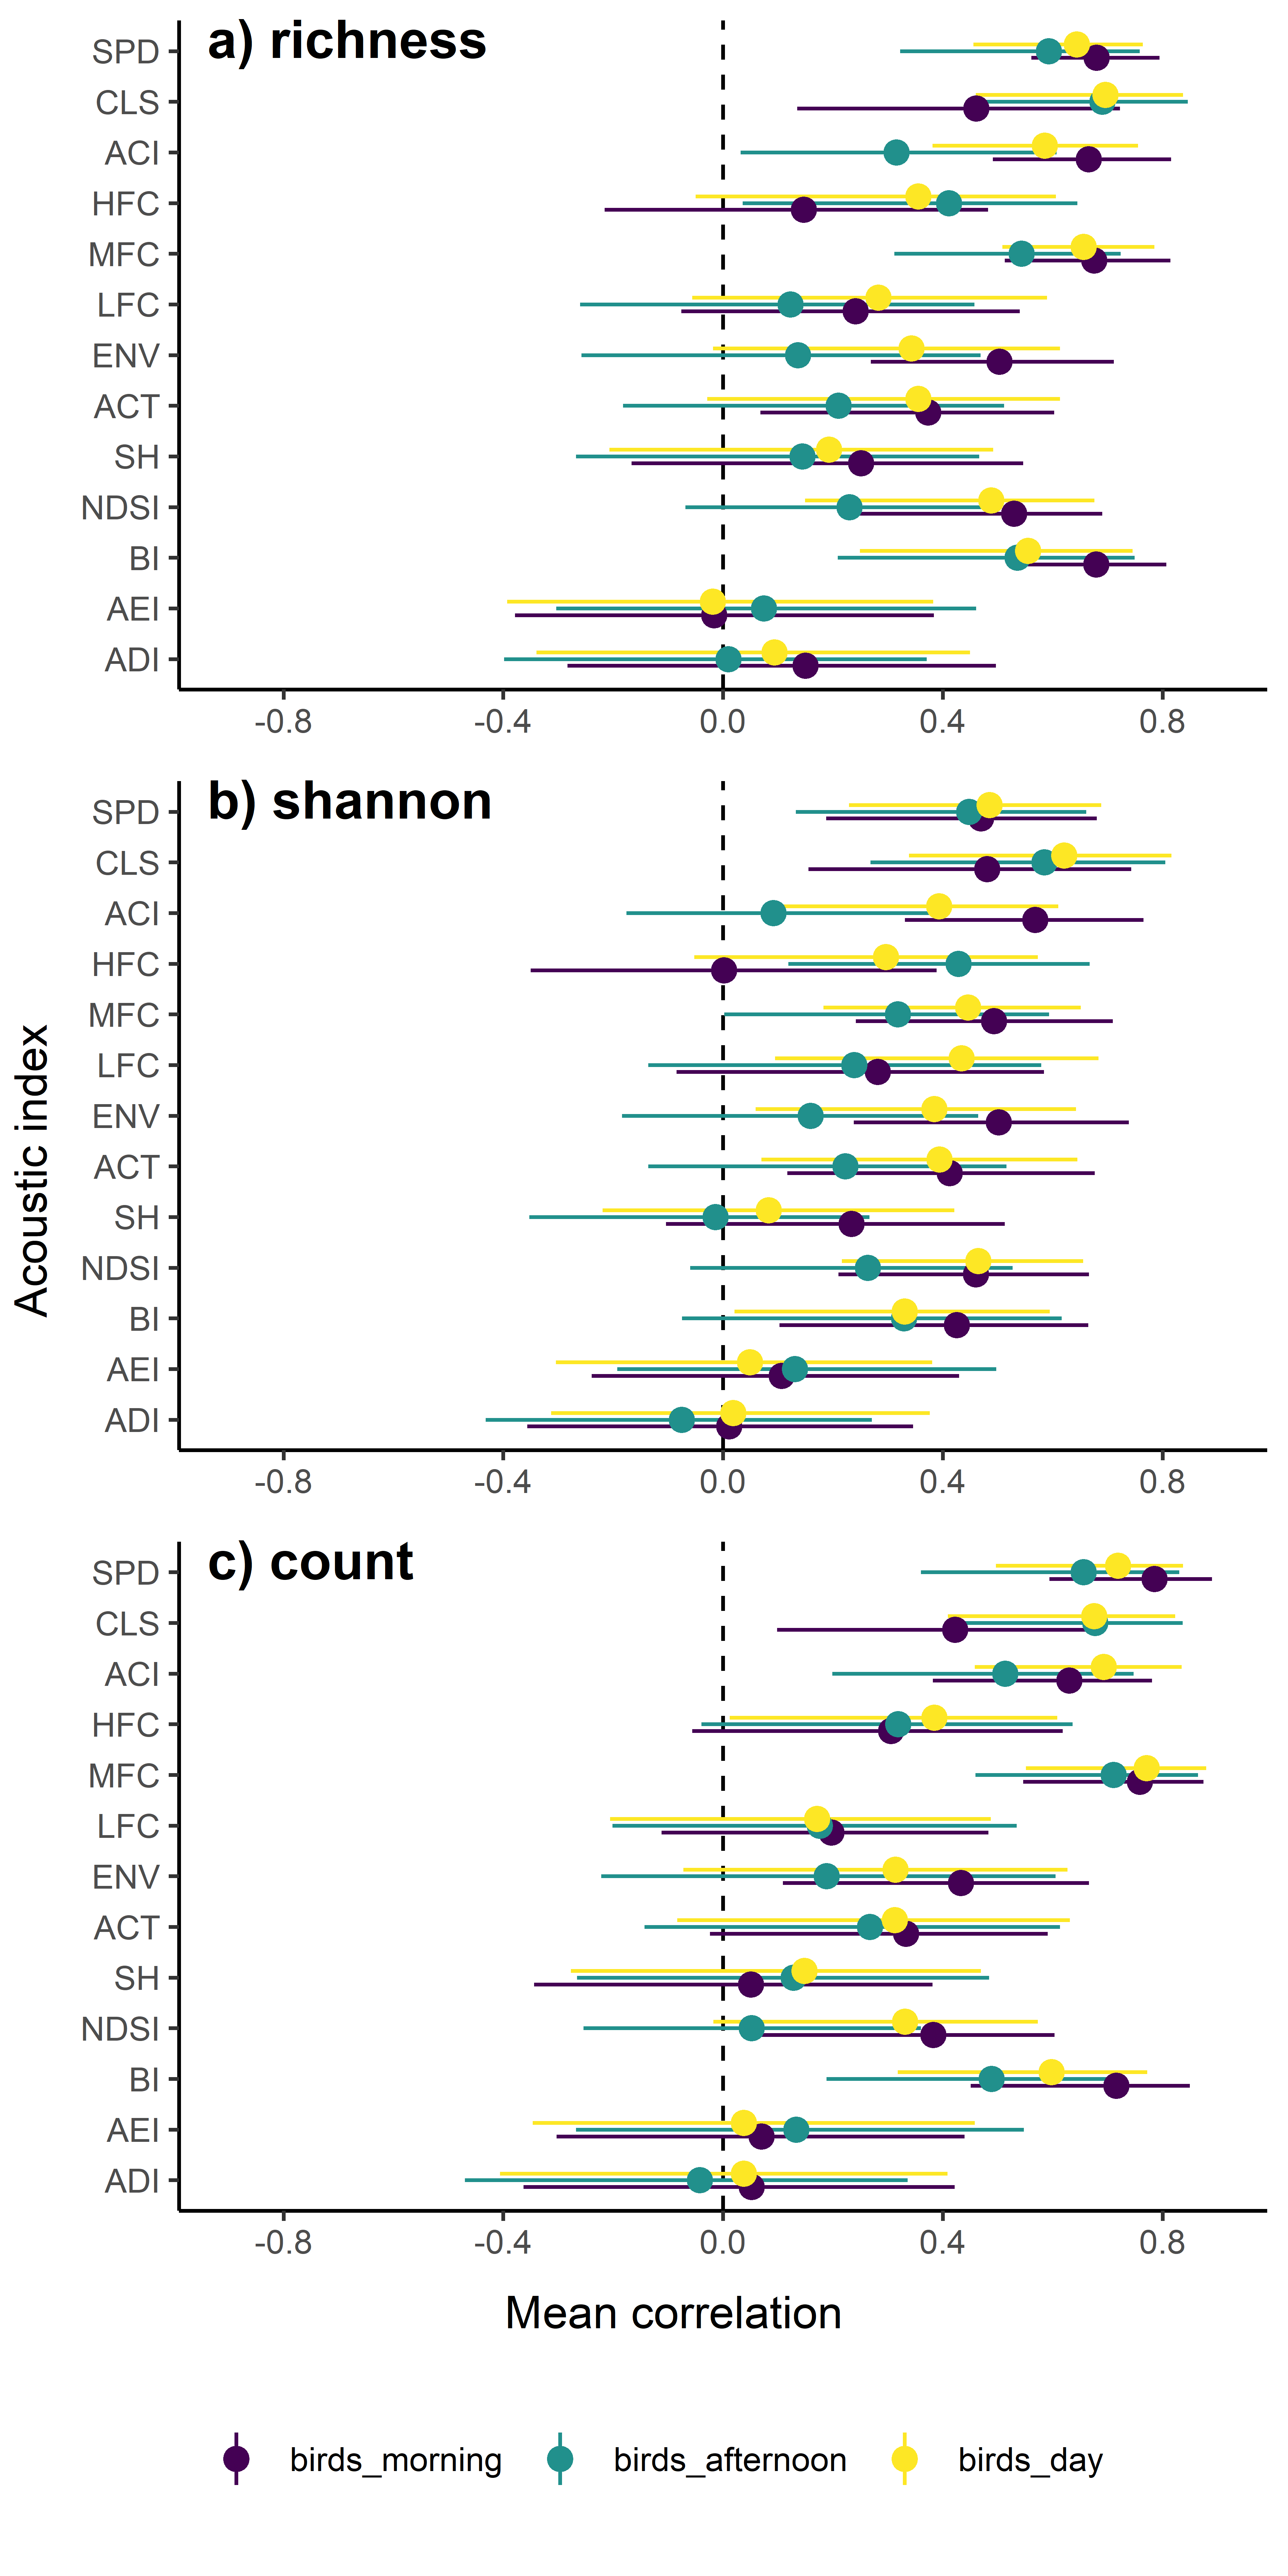 a) richness
SPD
CLS
ACI
HFC
MFC
LFC
ENV
ACT
SH
NDSI
BI
AEI
ADI
-0.8 -0.4 0.0 0.4 0.8
Acoustic index
b) shannon
SPD
CLS
ACI
HFC
MFC
LFC
ENV
ACT
SH
NDSI
BI
AEI
ADI
-0.8 -0.4 0.0 0.4 0.8
c) count
SPD
CLS
ACI
HFC
MFC
LFC
ENV
ACT
SH
NDSI
BI
AEI
ADI
-0.8 -0.4 0.0 0.4 0.8
Mean correlation
birds_morning birds_afternoon birds_day